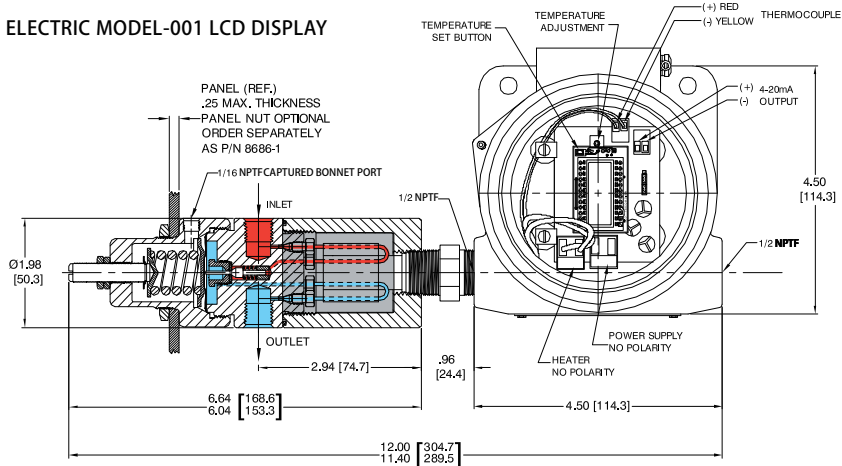 ELECTRIC MODEL-001 LCD DISPLAY
TEMPERATURE
SET BUTTON
TEMPERATURE
ADJUSTMENT
(+) RED
(-) YELLOW
THERMOCOUPLE
PANEL (REF.)
.25 MAX. THICKNESS
PANEL NUT OPTIONAL
ORDER SEPARATELY
AS P/N 8686-1
(+) 4-20mA
(-) OUTPUT
1/16 NPTF CAPTURED BONNET PORT
INLET
1/2 NPTF
4.50
[114.3]
Ø1.98
[50.3]
1/2 NPTF
OUTLET
POWER SUPPLY
NO POLARITY
HEATER
NO POLARITY
2.94 [74.7]
.96
[24.4]
6.64 [168.6]
6.04 [153.3]
4.50 [114.3]
12.00 [304.7]
11.40 [289.5]